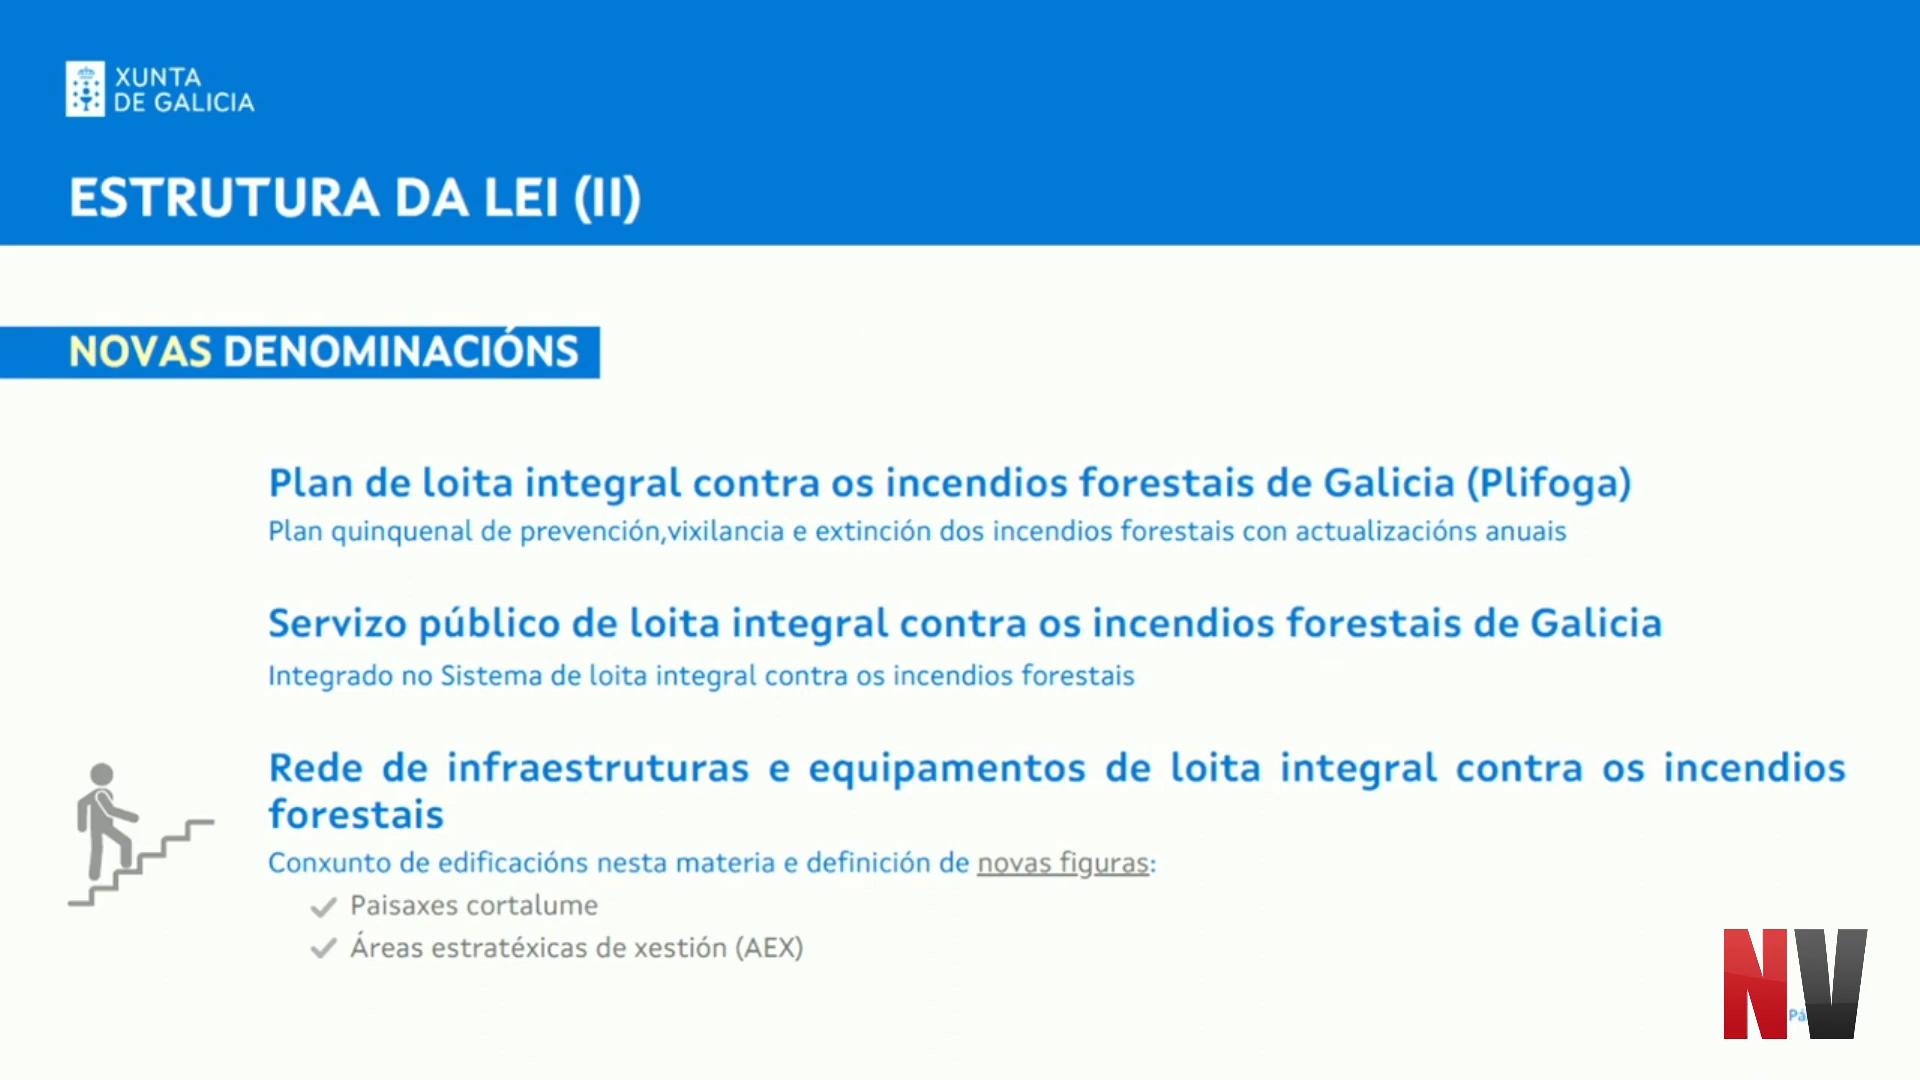 XUNTA
DE GALICIA
ESTRUTURA DA LEI (II)
NOVAS DENOMINACIÓNS
Plan de loita integral contra os incendios forestais de Galicia (Plifoga)
Plan quinquenal de prevención,vixilancia e extinción dos incendios forestais con actualizacións anuais
Servizo público de loita integral contra os incendios forestais de Galicia
Integrado no Sistema de loita integral contra os incendios forestais
Rede de infraestruturas e equipamentos de loita integral contra os incendios
forestais
Conxunto de edificacións nesta materia e definición de novas figuras:
Paisaxes cortalume
Áreas estratéxicas de xestión (AEX)
NV